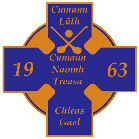 Cumann
Lúth
Cumann
19 Naomh 63
Treasa
Chleas
Gael